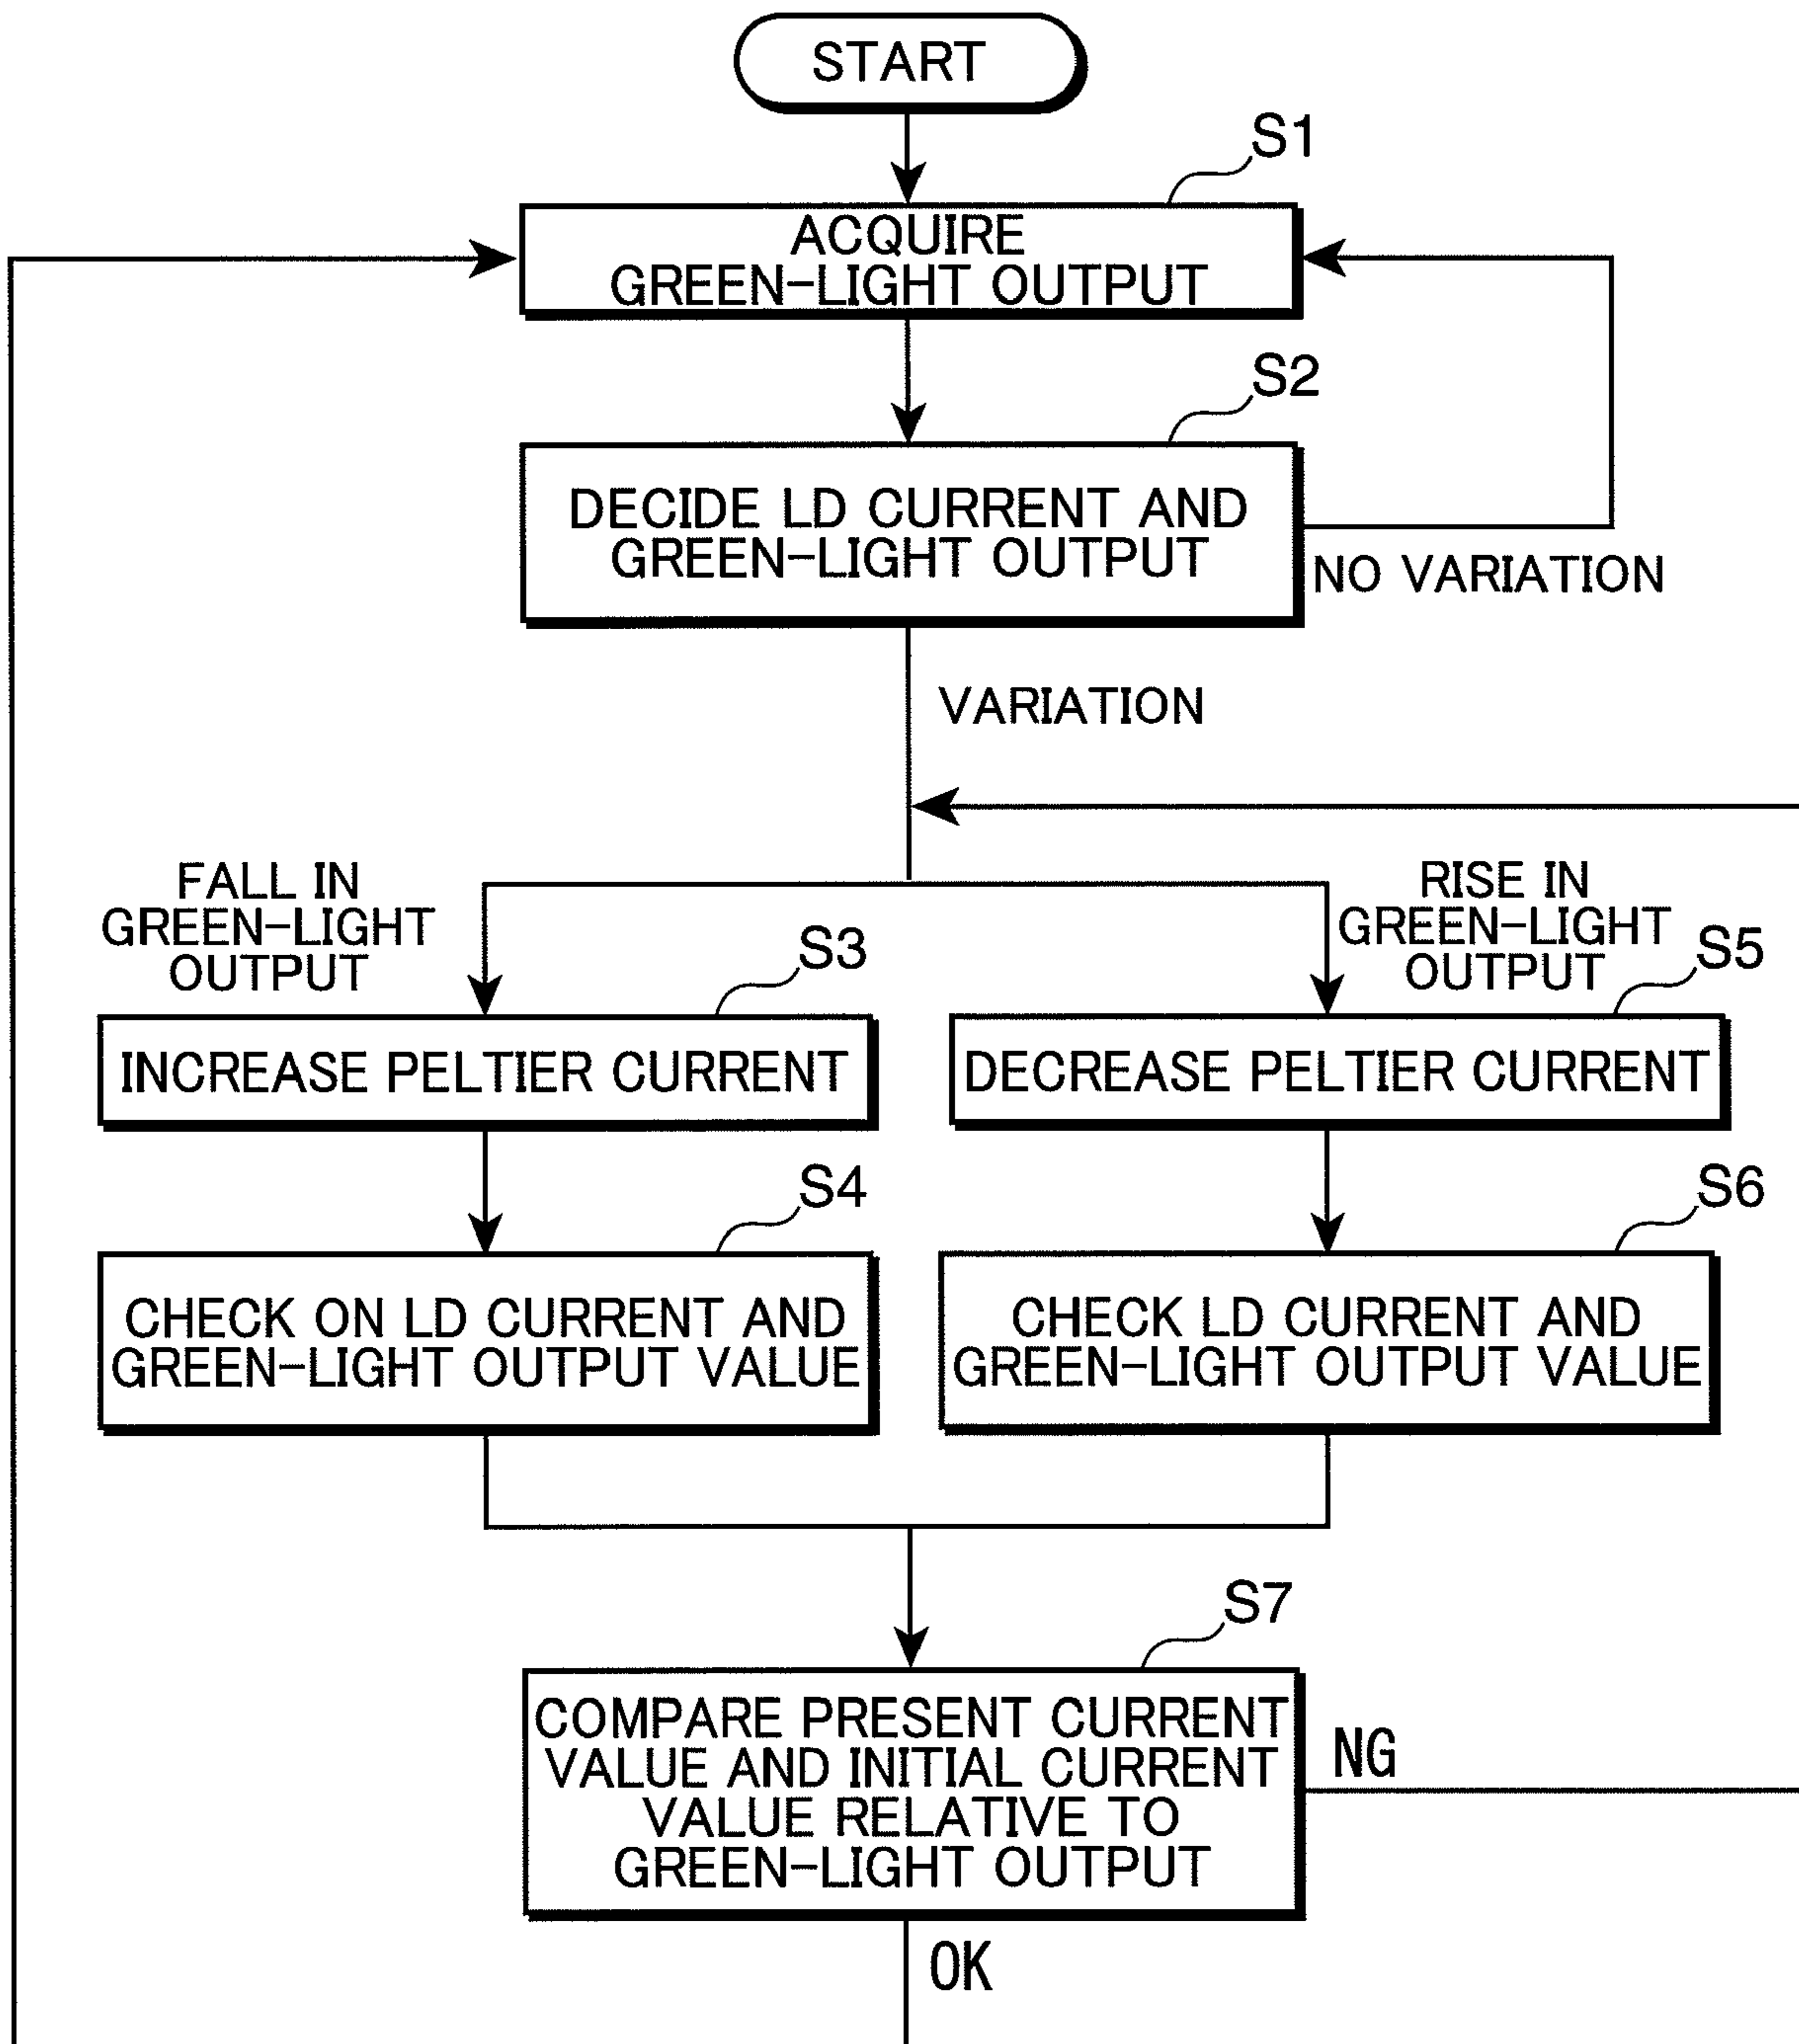 START
S1
ACQUIRE
GREEN-LIGHT OUTPUT
S2
DECIDE LD CURRENT AND
GREEN-LIGHT OUTPUT
NO VARIATION
VARIATION
FALL IN
GREEN-LIGHT
OUTPUT
RISE IN
GREEN-LIGHT
OUTPUT
S3
S5
INCREASE PELTIER CURRENT
DECREASE PELTIER CURRENT
S4
S6
CHECK ON LD CURRENT AND
GREEN-LIGHT OUTPUT VALUE
CHECK LD CURRENT AND
GREEN-LIGHT OUTPUT VALUE
S7
COMPARE PRESENT CURRENT
VALUE AND INITIAL CURRENT
VALUE RELATIVE TO
GREEN-LIGHT OUTPUT
NG
OK